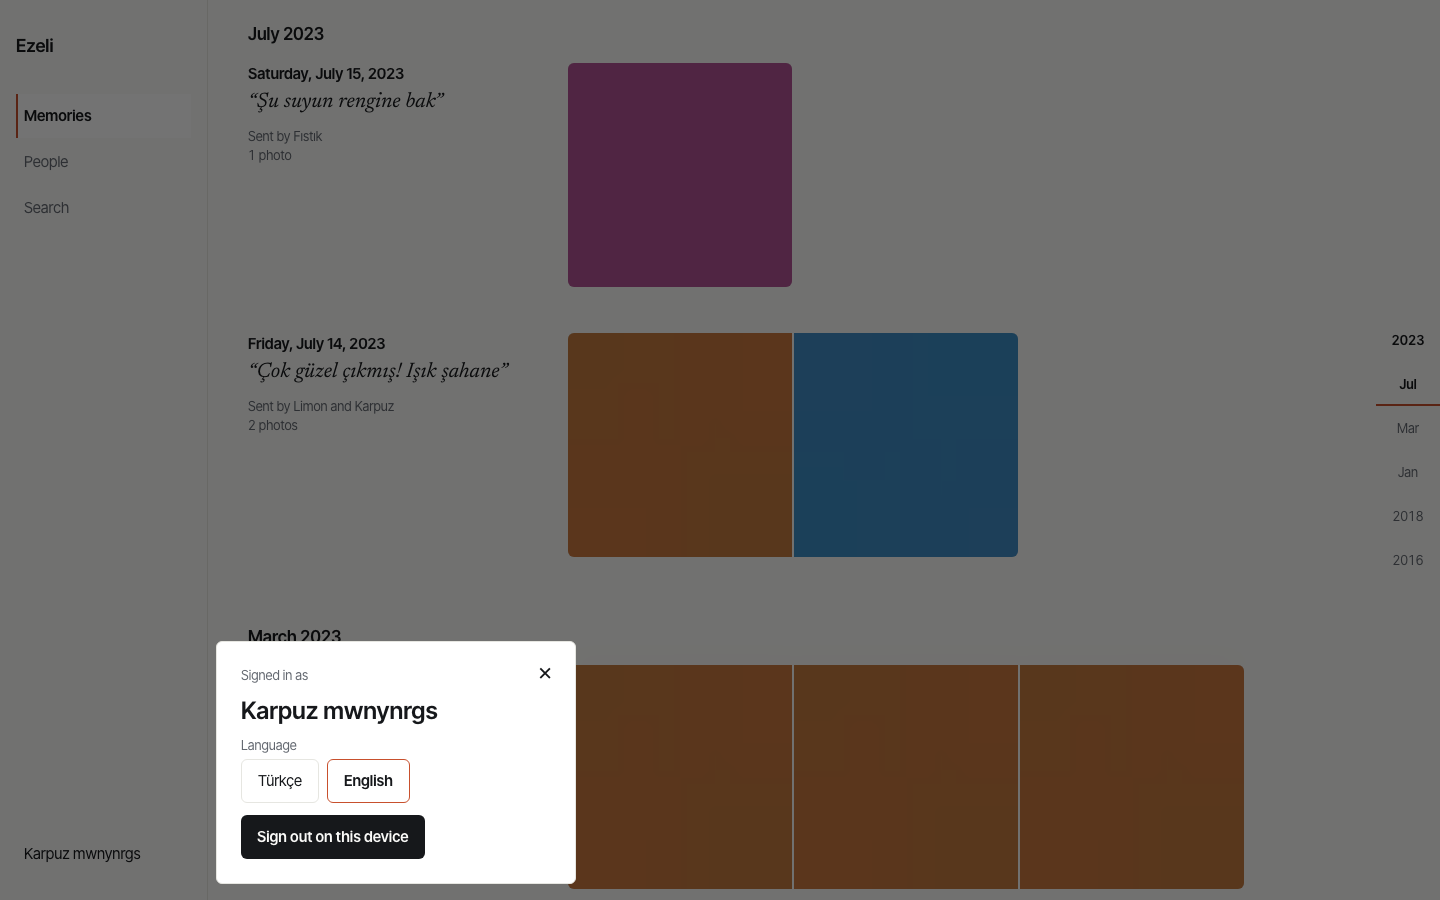 Ezeli
Memories
People
Search
Karpuz mwnynrgs
July 2023
Saturday, July 15, 2023
“Şu suyun rengine bak”
Sent by Fıstık
1 photo
Friday, July 14, 2023
“Çok güzel çıkmış! Işık şahane”
Sent by Limon and Karpuz
2 photos
March 2023
2023
Jul
Mar
Jan
2018
2016
Signed in as
Karpuz mwnynrgs
Language
Türkçe
English
Sign out on this device